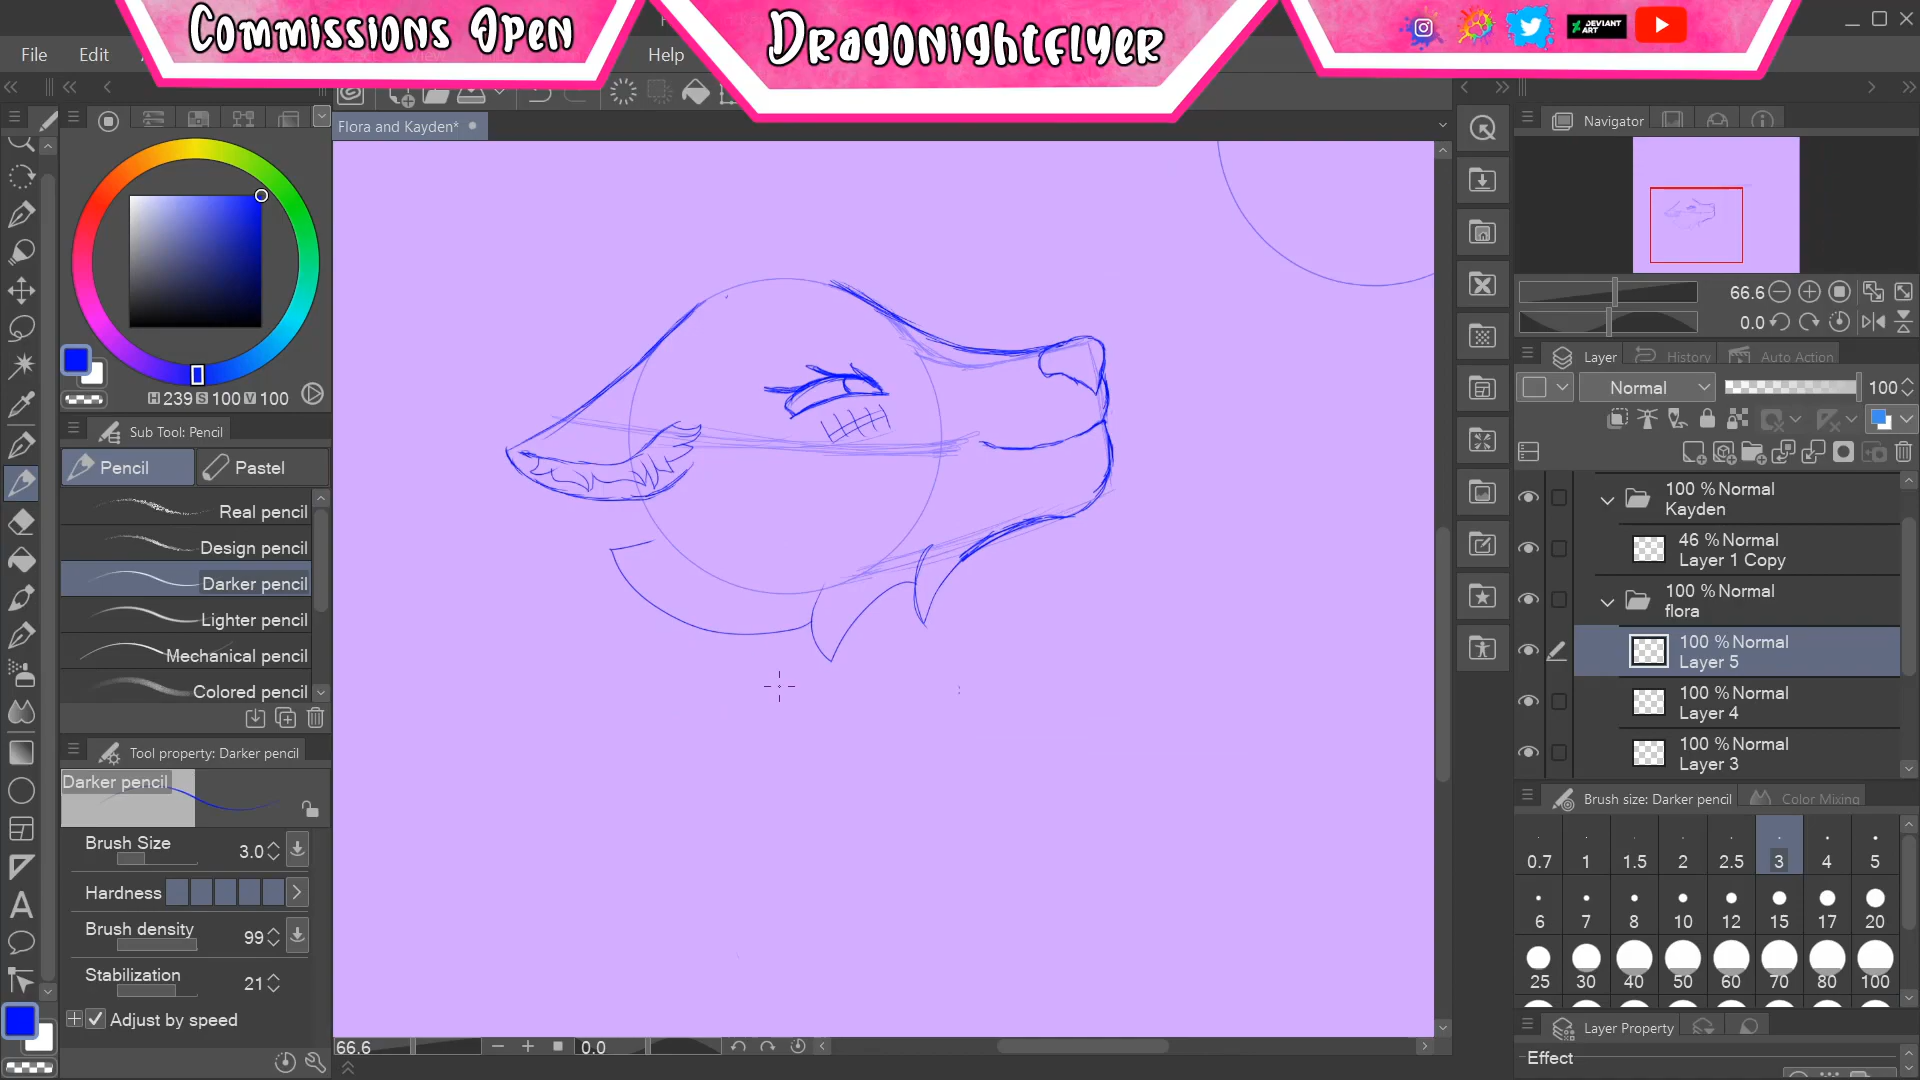 Commissions Open
Dragonightflyer
DEVIANT ART
File
Edit
Help
Flora and Kayden*
Navigator
66.6
0.0
H 239 S 100 V 100
Layer
History
Auto Action
Normal
100
Sub Tool: Pencil
Pencil
Pastel
Real pencil
Design pencil
Darker pencil
Lighter pencil
Mechanical pencil
Colored pencil
100 % Normal
Kayden
46 % Normal
Layer 1 Copy
100 % Normal
flora
100 % Normal
Layer 5
100 % Normal
Layer 4
100 % Normal
Layer 3
Tool property: Darker pencil
Darker pencil
Brush Size
3.0
Hardness
Brush density
99
Stabilization
21
Adjust by speed
Brush size: Darker pencil
Color Mixing
0.7 1 1.5 2 2.5 3 4 5
6 7 8 10 12 15 17 20
25 30 40 50 60 70 80 100
Layer Property
Effect
66.6
0.0